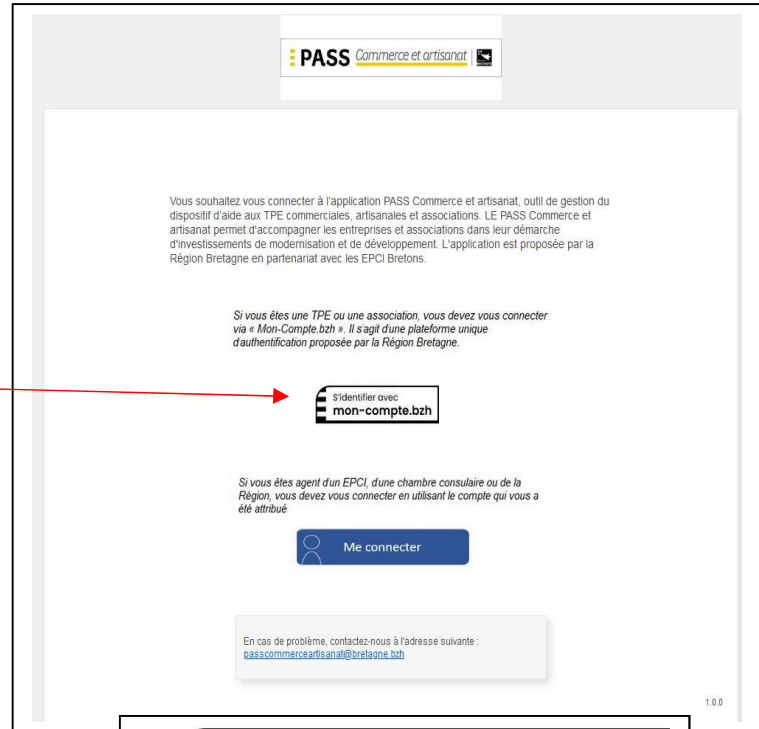 PASS Commerce et artisanat
Vous souhaitez vous connecter à l'application PASS Commerce et artisanat, outil de gestion du
dispositif d'aide aux TPE commerciales, artisanales et associations. LE PASS Commerce et
artisanat permet d'accompagner les entreprises et associations dans leur démarche
d'investissements de modernisation et de développement. L'application est proposée par la
Région Bretagne en partenariat avec les EPCI Bretons.
Si vous êtes une TPE ou une association, vous devez vous connecter
via « Mon-Compte.bzh ». Il s'agit d'une plateforme unique
d'authentification proposée par la Région Bretagne.
S'identifier avec
mon-compte.bzh
Si vous êtes agent d'un EPCI, d'une chambre consulaire ou de la
Région, vous devez vous connecter en utilisant le compte qui vous a
été attribué
Me connecter
En cas de problème, contactez-nous à l'adresse suivante :
passcommerceartisanat@bretagne.bzh
1.0.0